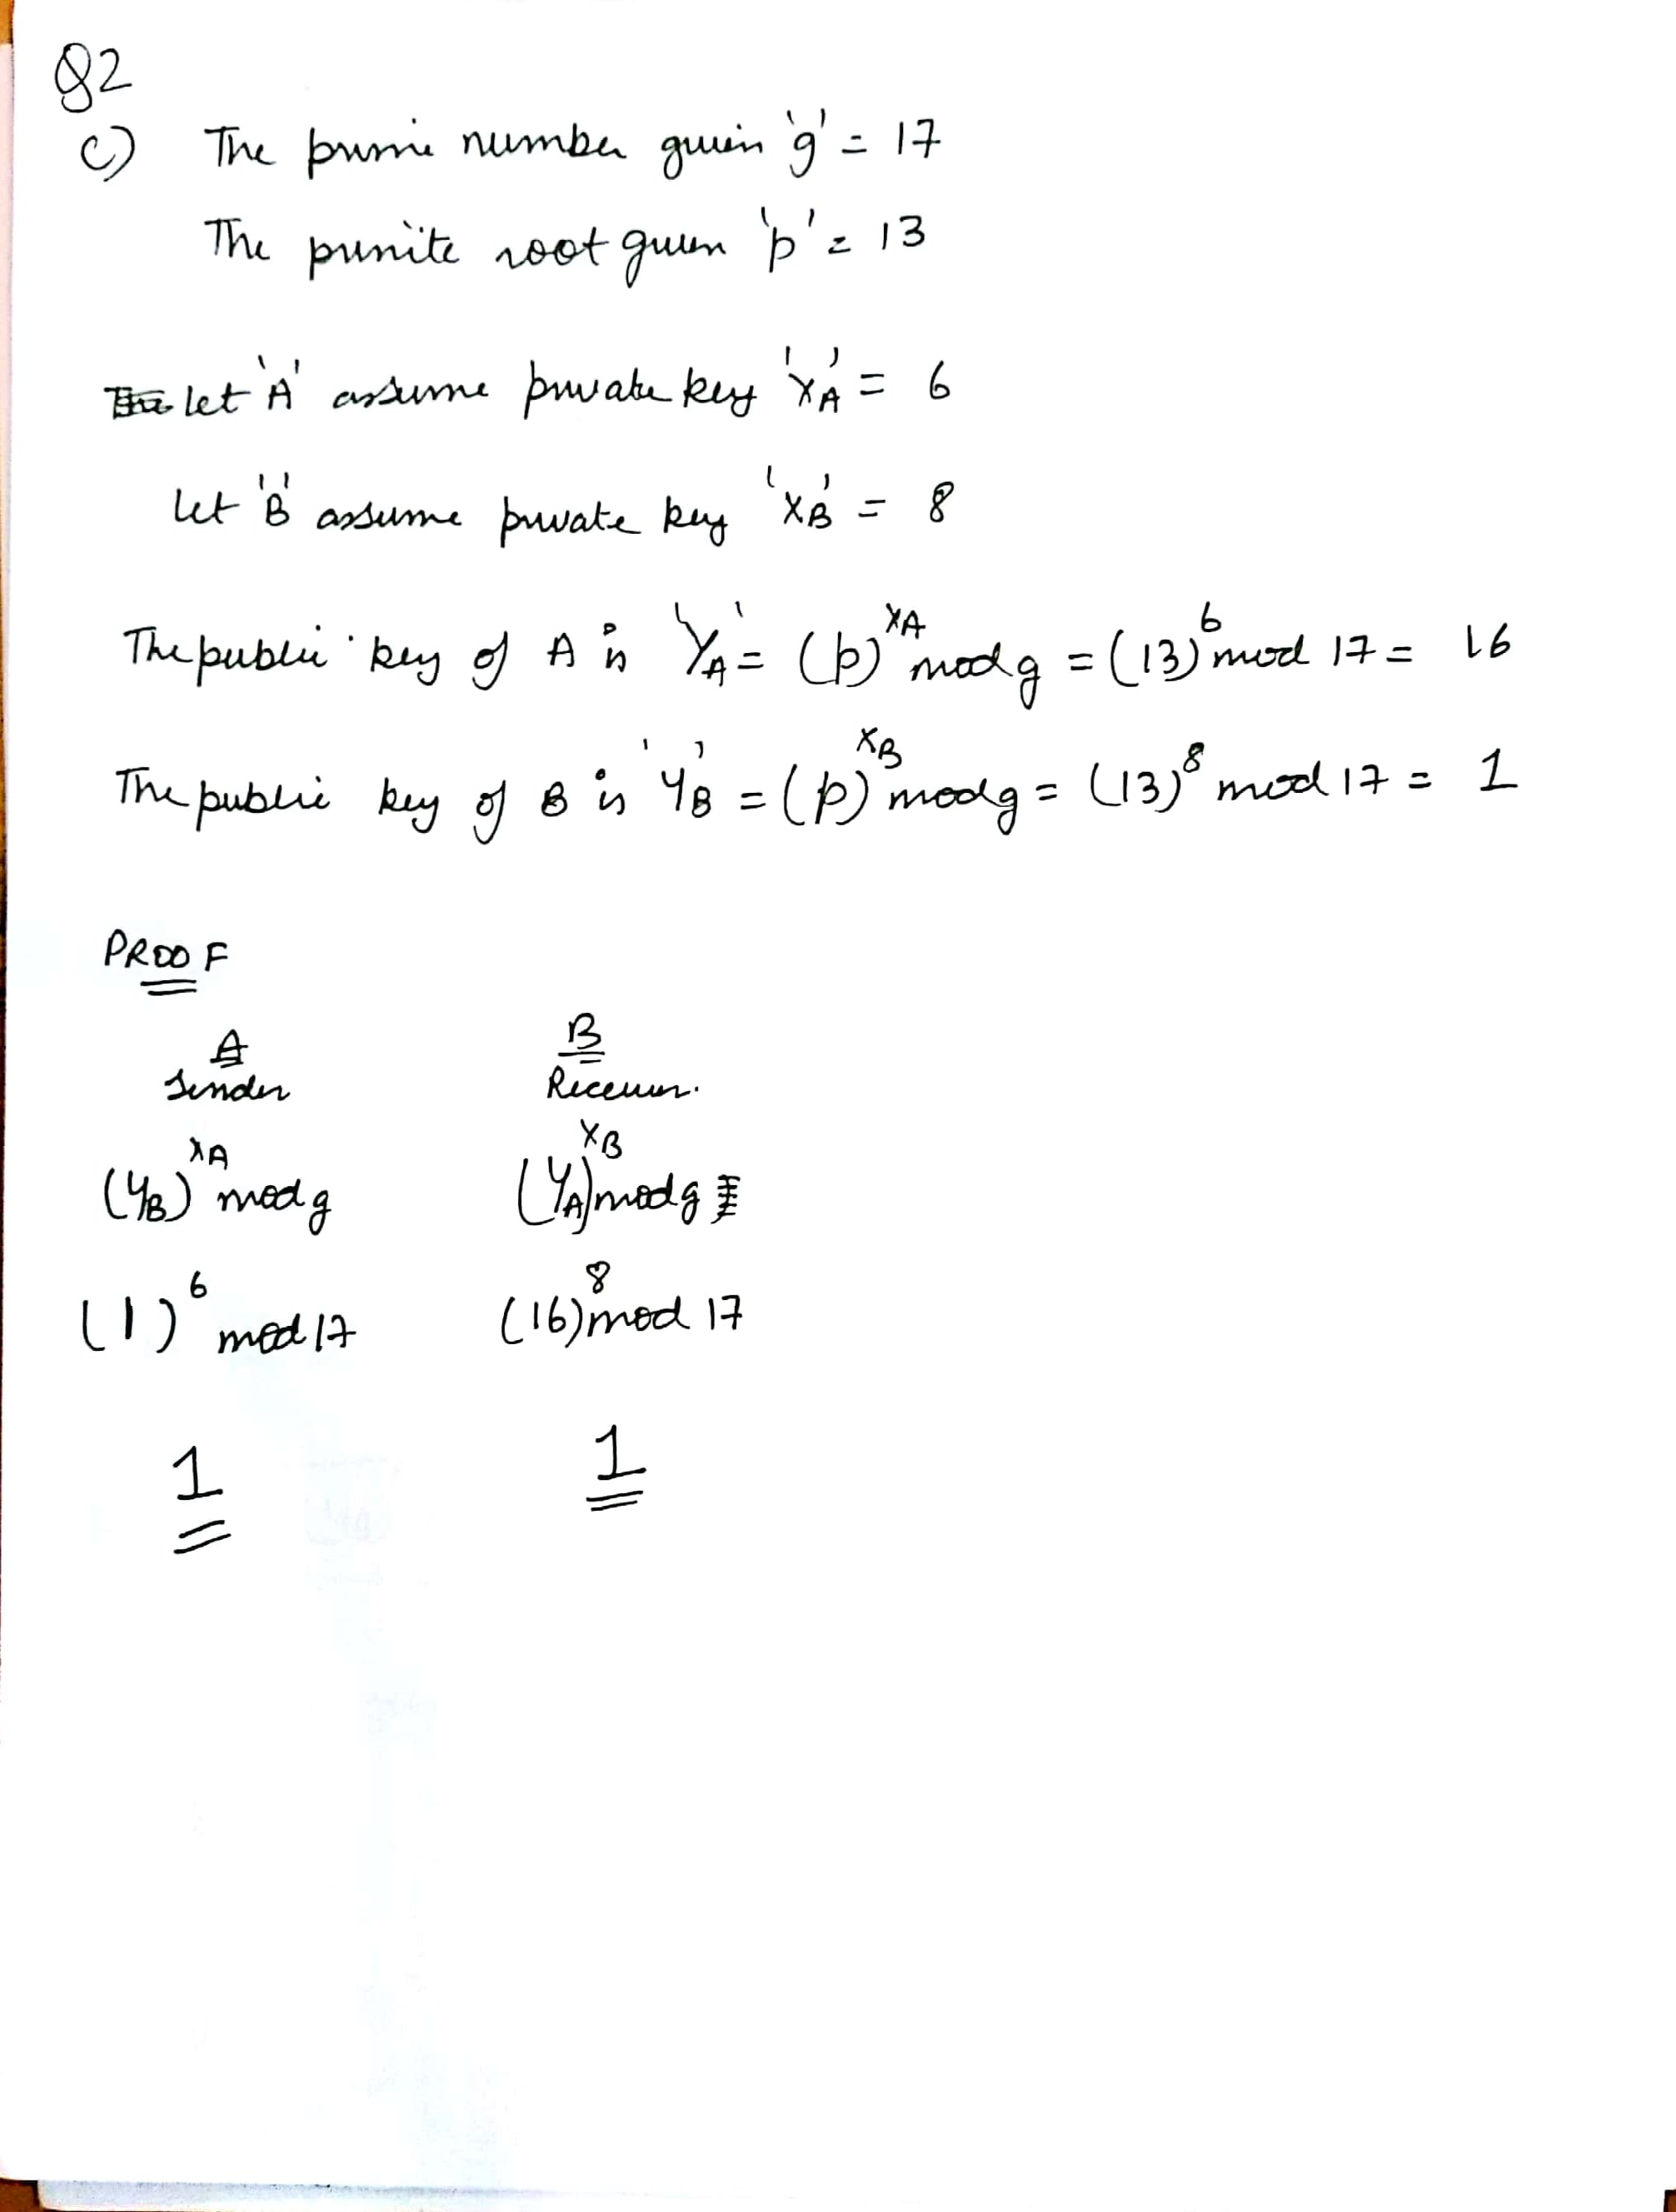 Q2
c) The prime number given 'g' = 17
The primite root given 'p' = 13
let 'A' assume private key 'XA' = 6
let 'B' assume private key 'XB' = 8
The public key of A is 'YA' = (p)^XA mod g = (13)^6 mod 17 = 16
The public key of B is 'YB' = (p)^XB mod g = (13)^8 mod 17 = 1
PROOF
A B
Sender Receiver.
(YB)^XA mod g (YA)^XB mod g
(1)^6 mod 17 (16)^8 mod 17
1 1